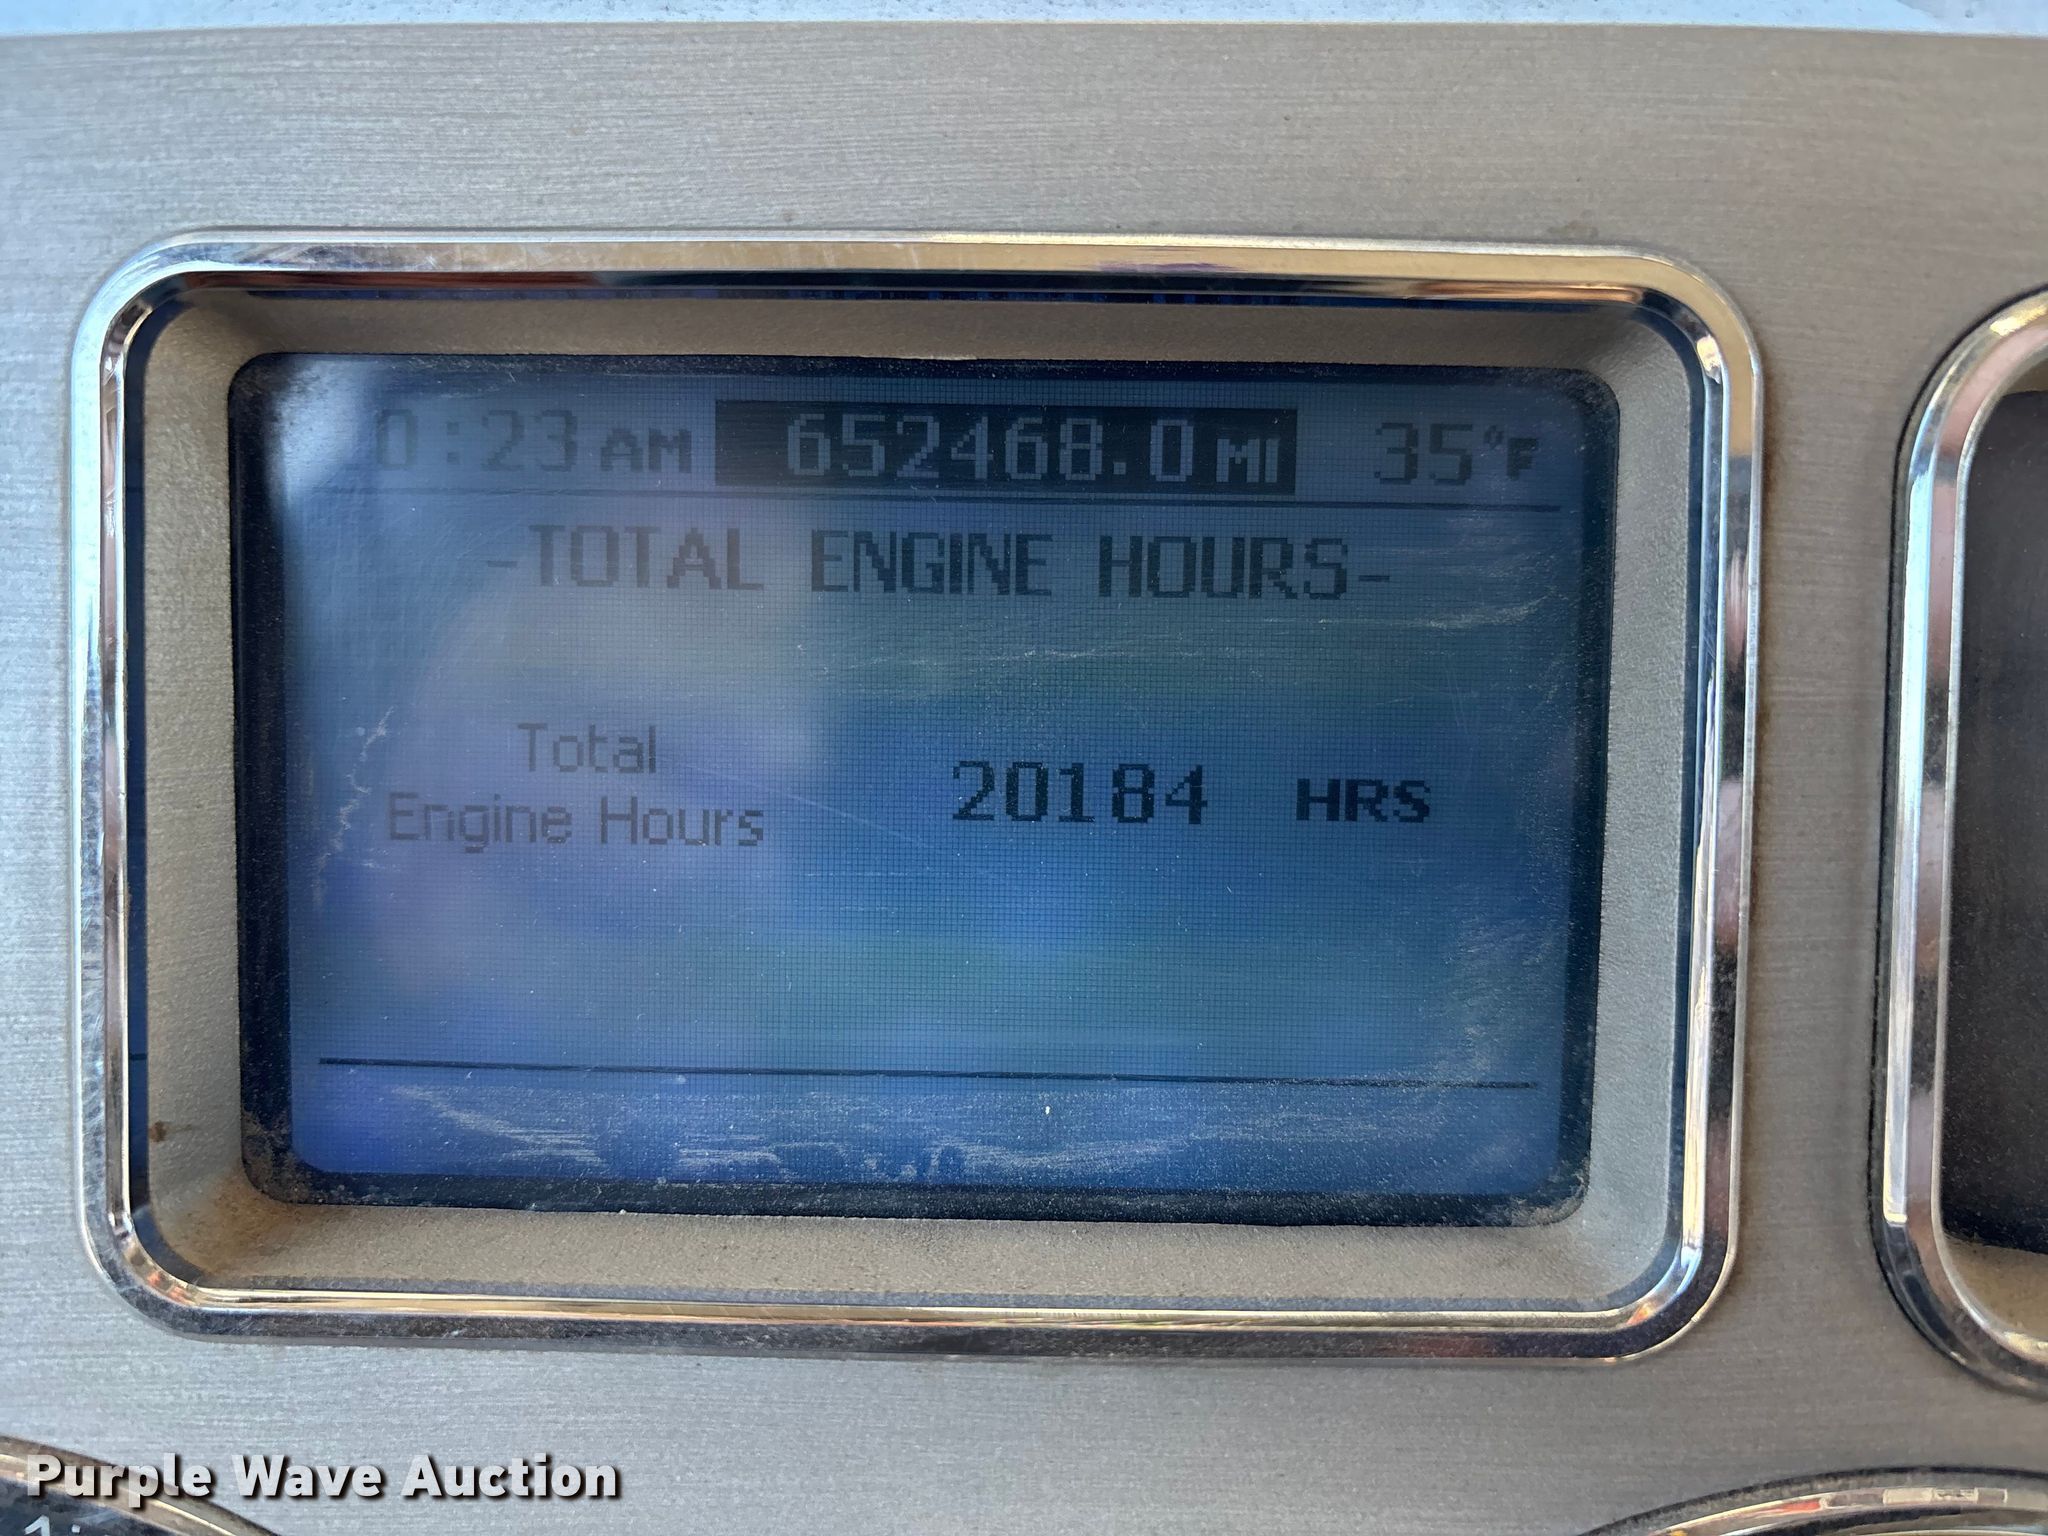 0:23 AM 652468.0 MI 35°F
-TOTAL ENGINE HOURS-
Total
Engine Hours 20184 HRS
Purple Wave Auction